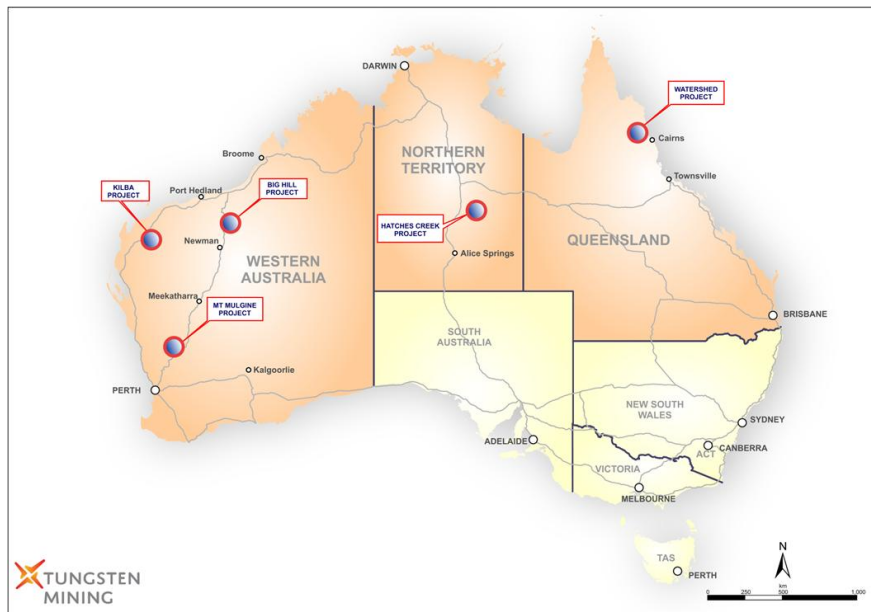 DARWIN
WATERSHED
PROJECT
Cairns
Broome
NORTHERN
TERRITORY
Townsville
KILBA
PROJECT
Port Hedland
BIG HILL
PROJECT
HATCHES CREEK
PROJECT
QUEENSLAND
Newman
WESTERN
AUSTRALIA
Alice Springs
Meekatharra
MT MULGINE
PROJECT
BRISBANE
SOUTH
AUSTRALIA
Kalgoorlie
PERTH
NEW SOUTH
WALES
SYDNEY
ADELAIDE
CANBERRA
ACT
VICTORIA
MELBOURNE
TAS
PERTH
N
km
0 250 500 1,000
TUNGSTEN
MINING